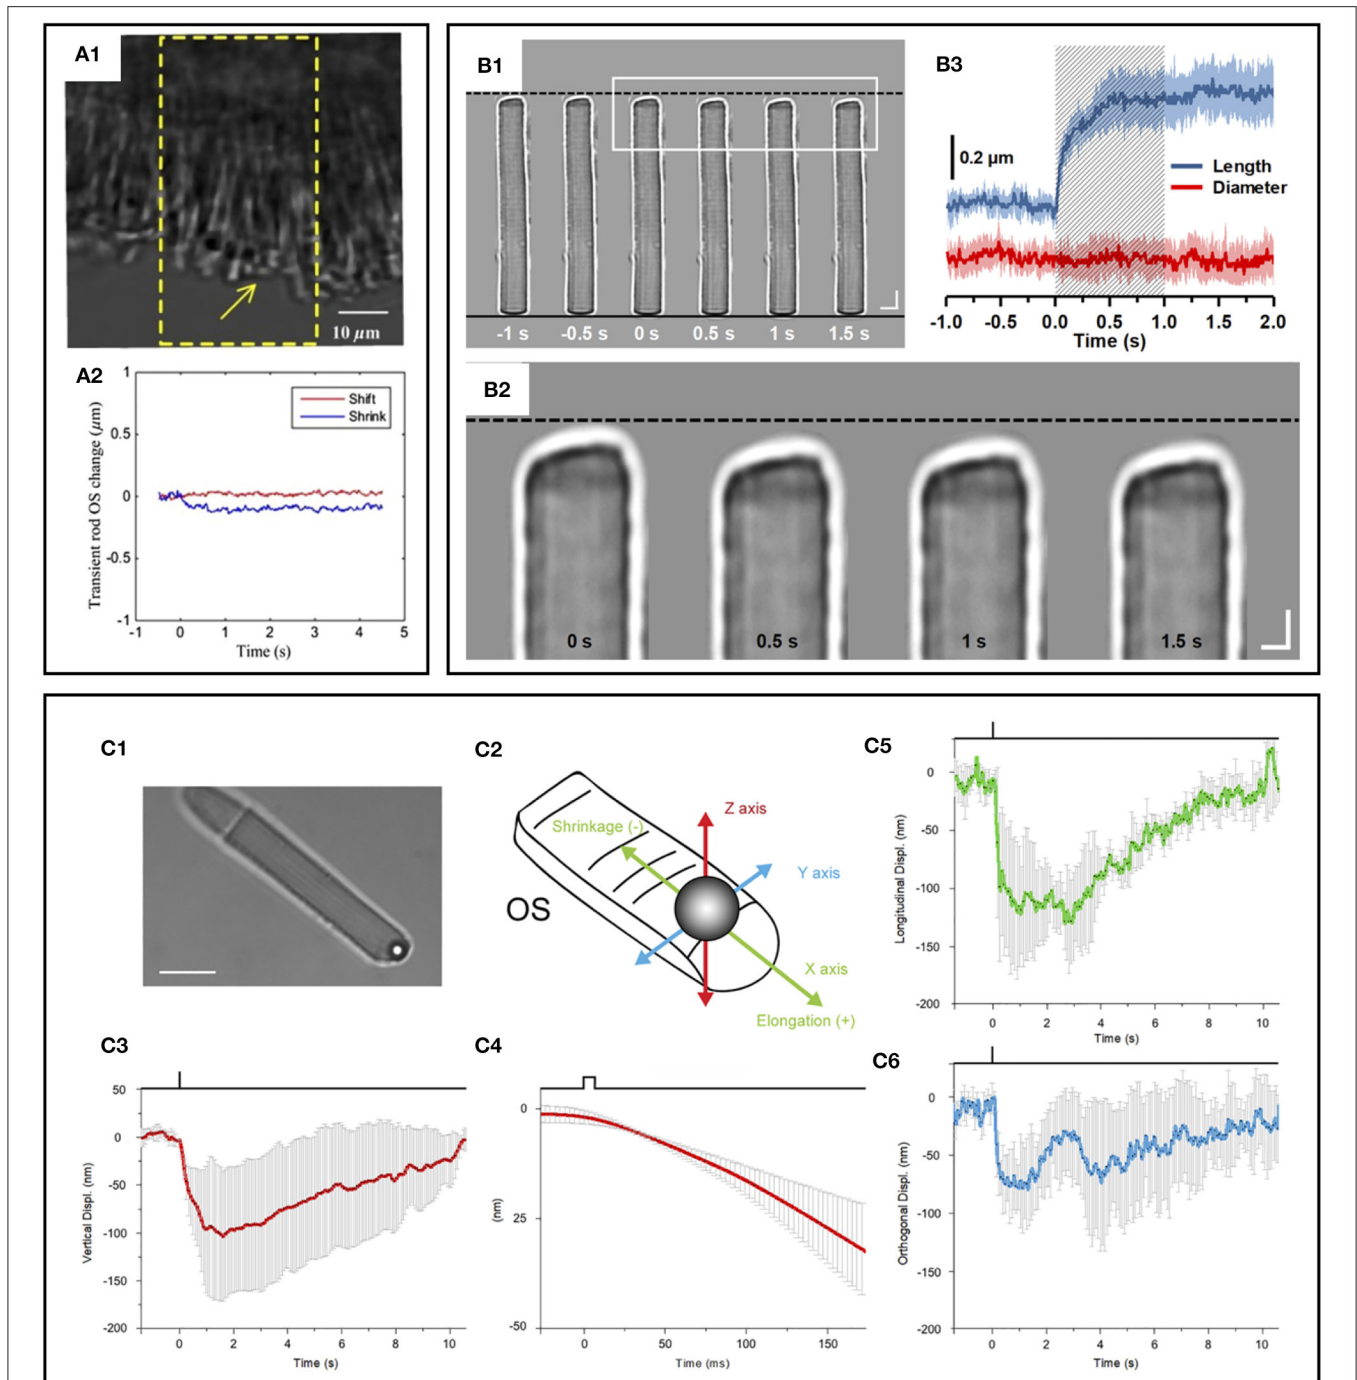 A1
10 µm
A2
Transient rod OS change (µm)
1
0.5
0
-0.5
-1
Shift
Shrink
-1 0 1 2 3 4 5
Time (s)
B1
-1 s -0.5 s 0 s 0.5 s 1 s 1.5 s
B3
0.2 µm
Length
Diameter
-1.0 -0.5 0.0 0.5 1.0 1.5 2.0
Time (s)
B2
0 s 0.5 s 1 s 1.5 s
C1
C2
Z axis
Shrinkage (-)
Y axis
OS
X axis
Elongation (+)
C5
Longitudinal Displ. (nm)
0
-50
-100
-150
-200
0 2 4 6 8 10
Time (s)
C3
Vertical Displ. (nm)
50
0
-50
-100
-150
-200
0 2 4 6 8 10
Time (s)
C4
(nm)
0
25
-50
0 50 100 150
Time (ms)
C6
Orthogonal Displ. (nm)
0
-50
-100
-150
-200
0 2 4 6 8 10
Time (s)